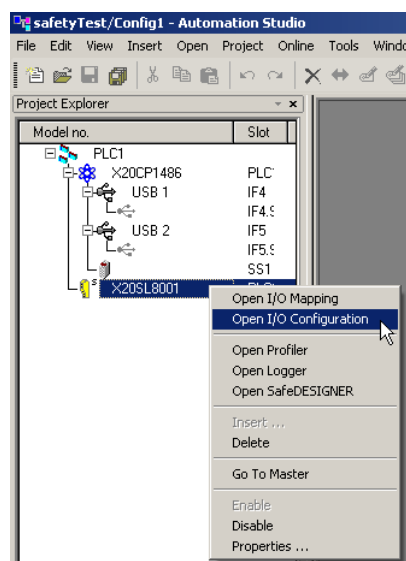 safetyTest/Config1 - Automation Studio
File Edit View Insert Open Project Online Tools
Project Explorer
Model no. Slot
PLC1
X20CP1486
USB 1 IF4
USB 2 IF5
SS1
X20SL8001
Open I/O Mapping
Open I/O Configuration
Open Profiler
Open Logger
Open SafeDESIGNER
Insert ...
Delete
Go To Master
Enable
Disable
Properties ...